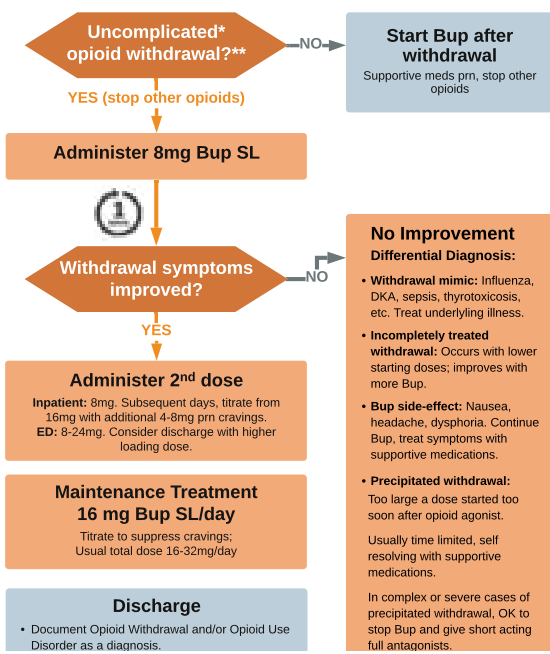 Uncomplicated*
opioid withdrawal?**
NO
Start Bup after
withdrawal
Supportive meds prn, stop other
opioids
YES (stop other opioids)
Administer 8mg Bup SL
1
Withdrawal symptoms
improved?
NO
YES
Administer 2nd dose
Inpatient: 8mg. Subsequent days, titrate from
16mg with additional 4-8mg prn cravings.
ED: 8-24mg. Consider discharge with higher
loading dose.
Maintenance Treatment
16 mg Bup SL/day
Titrate to suppress cravings;
Usual total dose 16-32mg/day
Discharge
• Document Opioid Withdrawal and/or Opioid Use
Disorder as a diagnosis.
No Improvement
Differential Diagnosis:
• Withdrawal mimic: Influenza,
DKA, sepsis, thyrotoxicosis,
etc. Treat underlyling illness.
• Incompletely treated
withdrawal: Occurs with lower
starting doses; improves with
more Bup.
• Bup side-effect: Nausea,
headache, dysphoria. Continue
Bup, treat symptoms with
supportive medications.
• Precipitated withdrawal:
Too large a dose started too
soon after opioid agonist.
Usually time limited, self
resolving with supportive
medications.
In complex or severe cases of
precipitated withdrawal, OK to
stop Bup and give short acting
full antagonists.